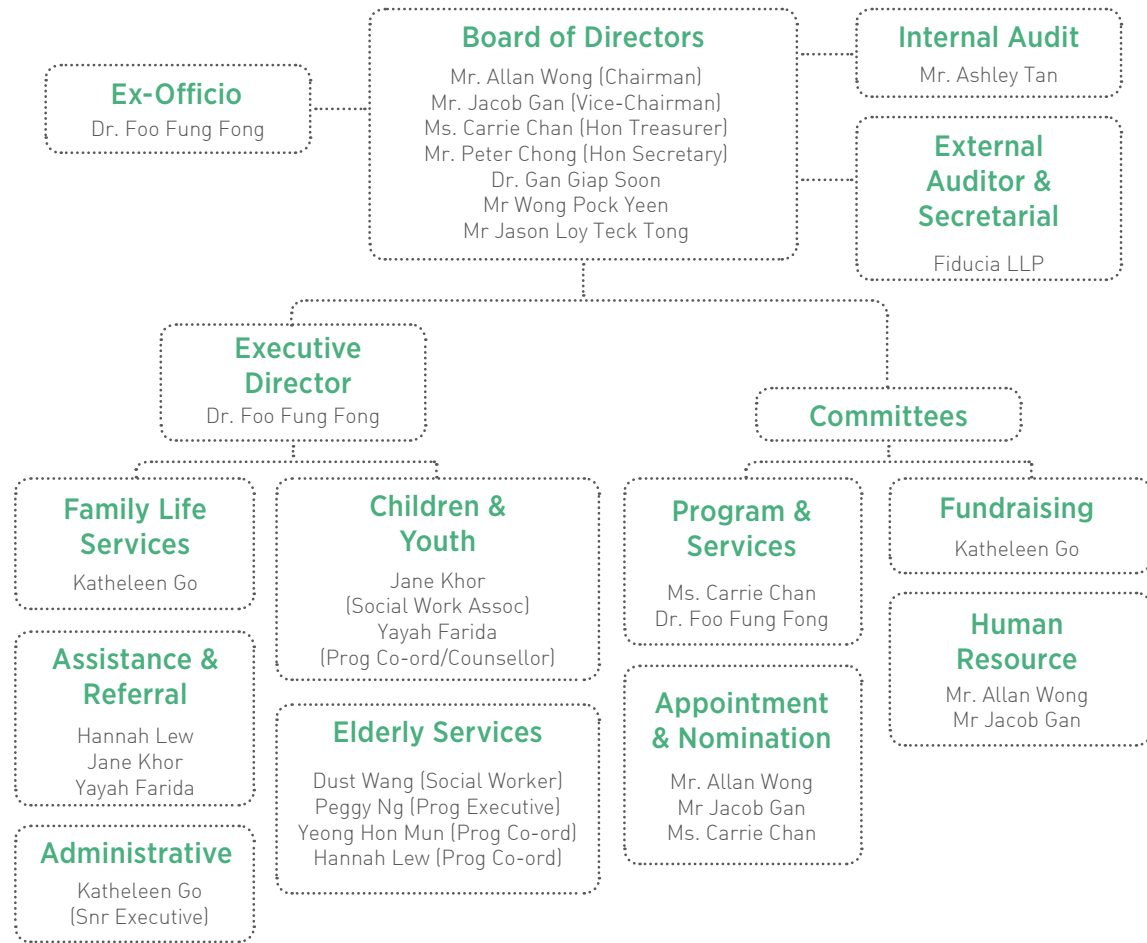 Board of Directors
Mr. Allan Wong (Chairman)
Mr. Jacob Gan (Vice-Chairman)
Ms. Carrie Chan (Hon Treasurer)
Mr. Peter Chong (Hon Secretary)
Dr. Gan Giap Soon
Mr Wong Pock Yeen
Mr Jason Loy Teck Tong
Ex-Officio
Dr. Foo Fung Fong
Internal Audit
Mr. Ashley Tan
External
Auditor &
Secretarial
Fiducia LLP
Executive
Director
Dr. Foo Fung Fong
Committees
Family Life
Services
Katheleen Go
Children &
Youth
Jane Khor
(Social Work Assoc)
Yayah Farida
(Prog Co-ord/Counsellor)
Assistance &
Referral
Hannah Lew
Jane Khor
Yayah Farida
Elderly Services
Dust Wang (Social Worker)
Peggy Ng (Prog Executive)
Yeong Hon Mun (Prog Co-ord)
Hannah Lew (Prog Co-ord)
Administrative
Katheleen Go
(Snr Executive)
Program &
Services
Ms. Carrie Chan
Dr. Foo Fung Fong
Fundraising
Katheleen Go
Appointment
& Nomination
Mr. Allan Wong
Mr Jacob Gan
Ms. Carrie Chan
Human
Resource
Mr. Allan Wong
Mr Jacob Gan